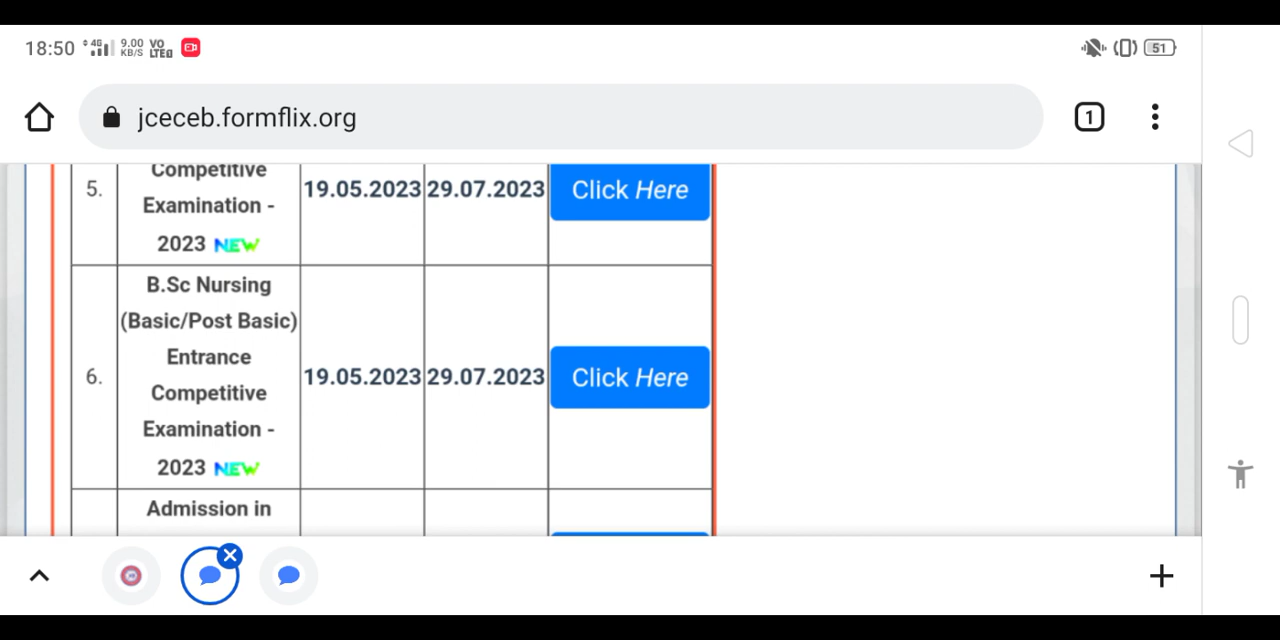 18:50 4G 9.00 KB/S VO LTE 51
jceceb.formflix.org 1
Competitive
5. Examination - 19.05.2023 29.07.2023 Click Here
2023 NEW
B.Sc Nursing
(Basic/Post Basic)
Entrance
6. Competitive 19.05.2023 29.07.2023 Click Here
Examination -
2023 NEW
Admission in